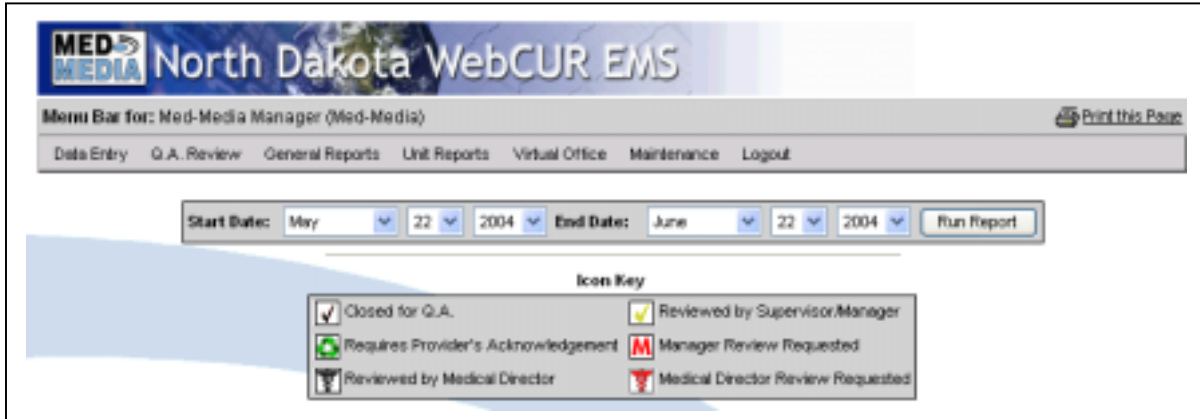 MED MEDIA North Dakota WebCUR EMS
Menu Bar for: Med-Media Manager (Med-Media) Print this Page
Data Entry Q.A. Review General Reports Unit Reports Virtual Office Maintenance Logout
Start Date: May 22 2004 End Date: June 22 2004 Run Report
Icon Key
Closed for Q.A. Reviewed by Supervisor/Manager
Requires Provider's Acknowledgement M Manager Review Requested
Reviewed by Medical Director Medical Director Review Requested